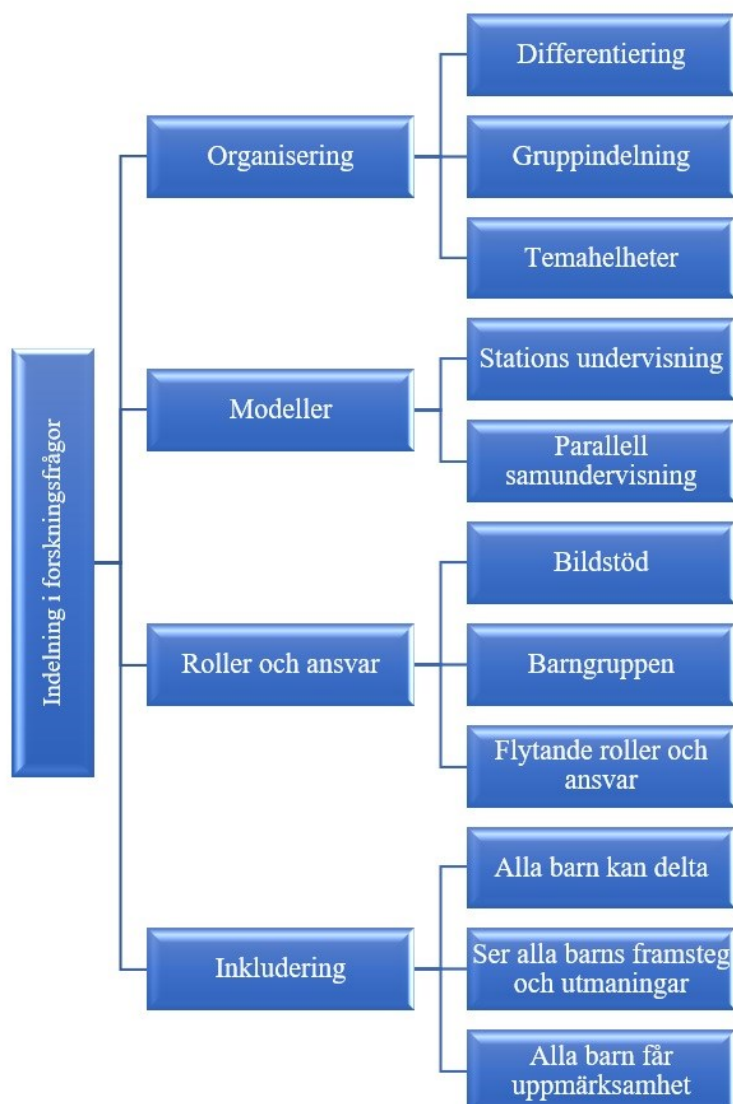 Indelning i forskningsfrågor
Organisering
Differentiering
Gruppindelning
Temahelheter
Modeller
Stations undervisning
Parallell
samundervisning
Roller och ansvar
Bildstöd
Barngruppen
Flytande roller och
ansvar
Inkludering
Alla barn kan delta
Ser alla barns framsteg
och utmaningar
Alla barn får
uppmärksamhet